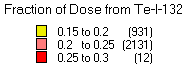 Fraction of Dose from Te-I-132
0.15 to 0.2 (931)
0.2 to 0.25 (2131)
0.25 to 0.3 (12)